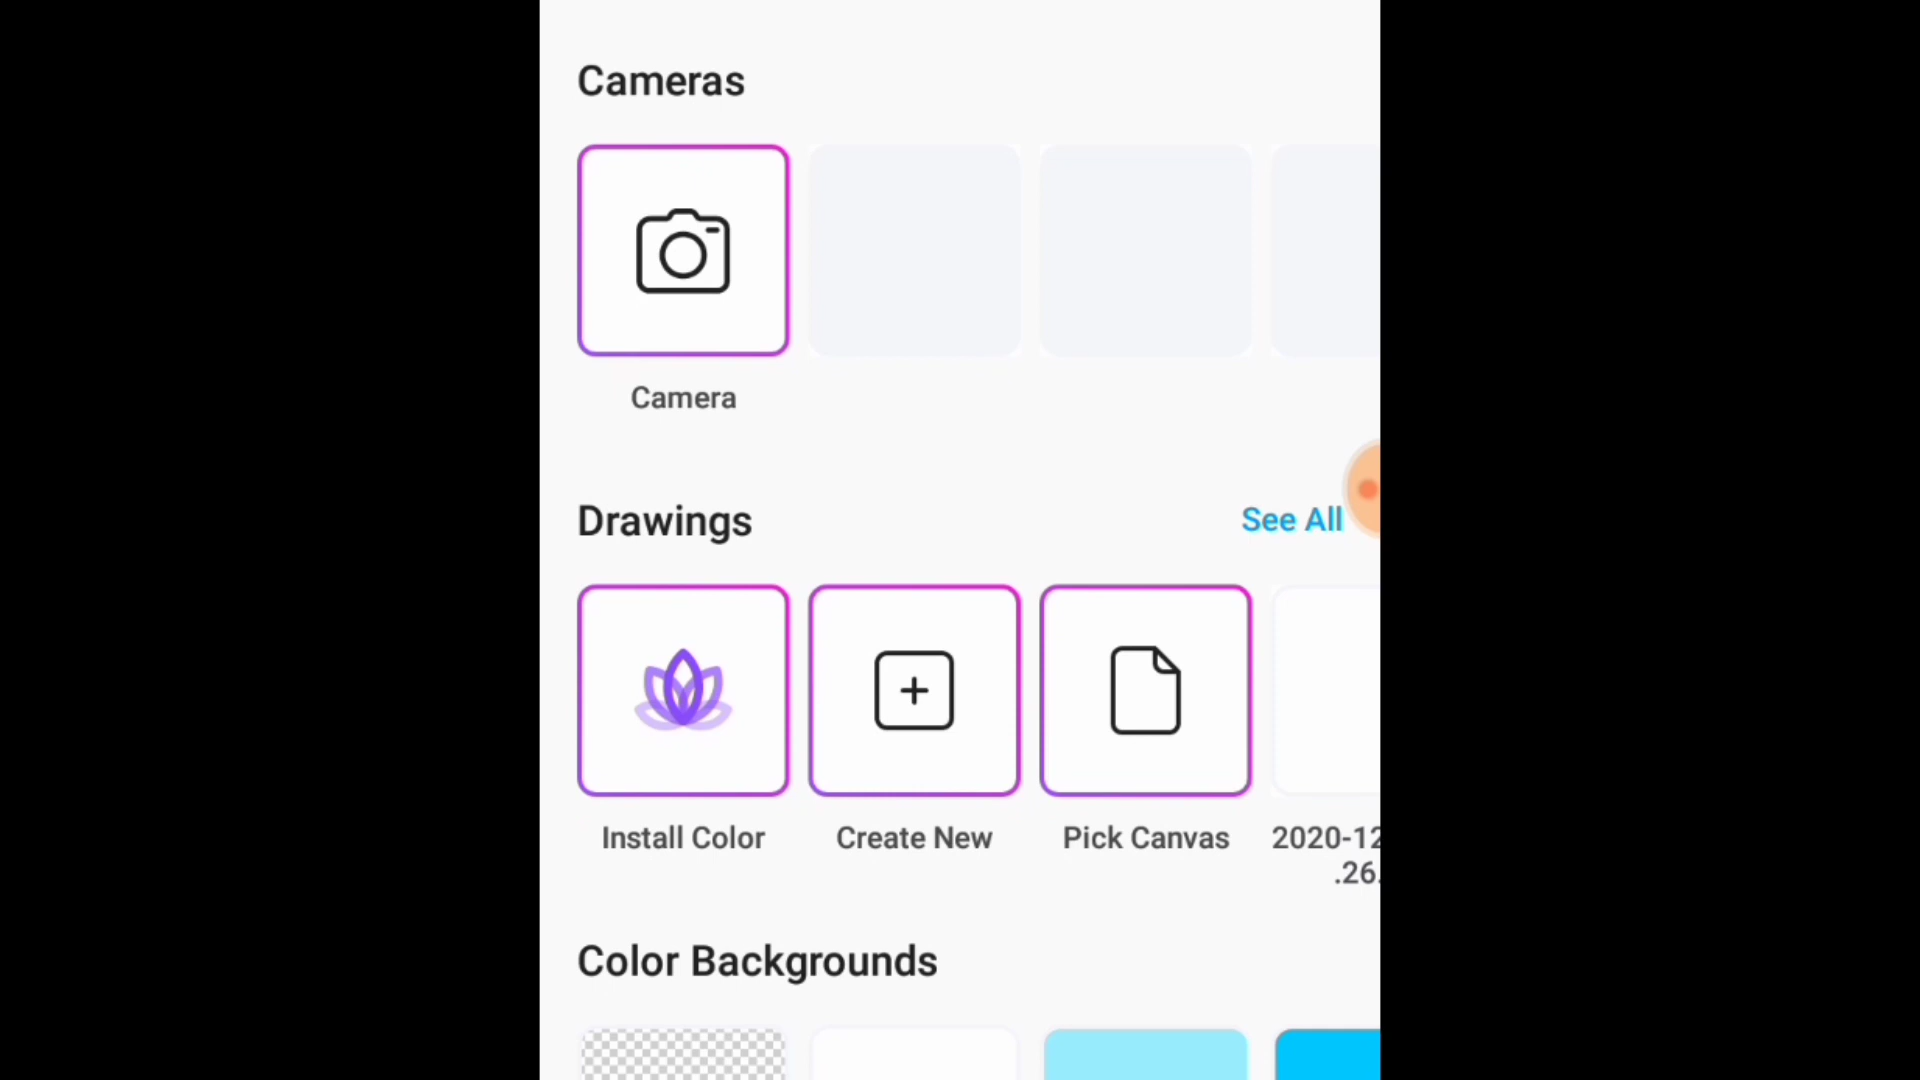 Cameras
Camera
Drawings
See All
Install Color
Create New
Pick Canvas
2020-12
.26.
Color Backgrounds